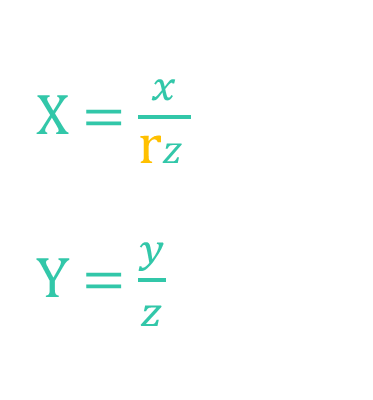 X = x/rz
Y = y/z